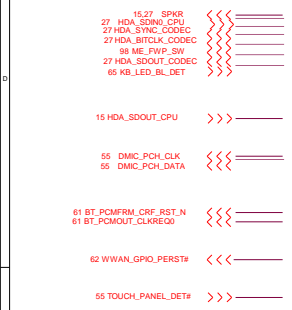 15,27 SPKR
27 HDA_SDIN0_CPU
27 HDA_SYNC_CODEC
27 HDA_BITCLK_CODEC
98 ME_FWP_SW
27 HDA_SDOUT_CODEC
65 KB_LED_BL_DET
D
15 HDA_SDOUT_CPU
55 DMIC_PCH_CLK
55 DMIC_PCH_DATA
61 BT_PCMFRM_CRF_RST_N
61 BT_PCMOUT_CLKREQ0
62 WWAN_GPIO_PERST#
55 TOUCH_PANEL_DET#